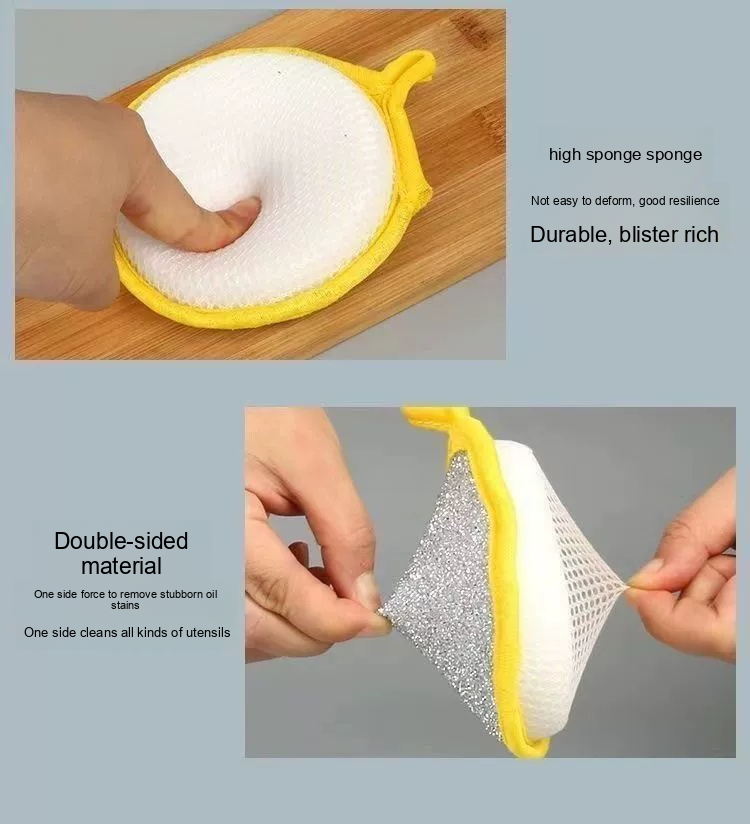 high sponge sponge
Not easy to deform, good resilience
Durable, blister rich
Double-sided
material
One side force to remove stubborn oil
stains
One side cleans all kinds of utensils